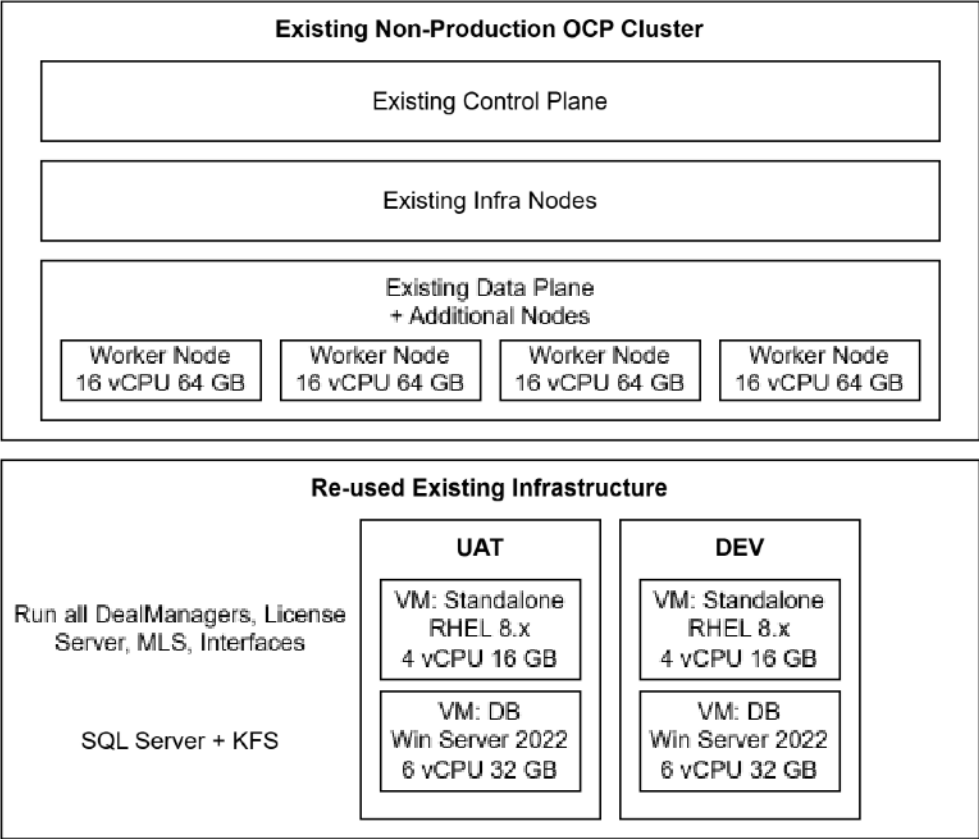 Existing Non-Production OCP Cluster
Existing Control Plane
Existing Infra Nodes
Existing Data Plane
+ Additional Nodes
Worker Node
16 vCPU 64 GB
Worker Node
16 vCPU 64 GB
Worker Node
16 vCPU 64 GB
Worker Node
16 vCPU 64 GB
Re-used Existing Infrastructure
Run all DealManagers, License
Server, MLS, Interfaces
SQL Server + KFS
UAT
VM: Standalone
RHEL 8.x
4 vCPU 16 GB
VM: DB
Win Server 2022
6 vCPU 32 GB
DEV
VM: Standalone
RHEL 8.x
4 vCPU 16 GB
VM: DB
Win Server 2022
6 vCPU 32 GB